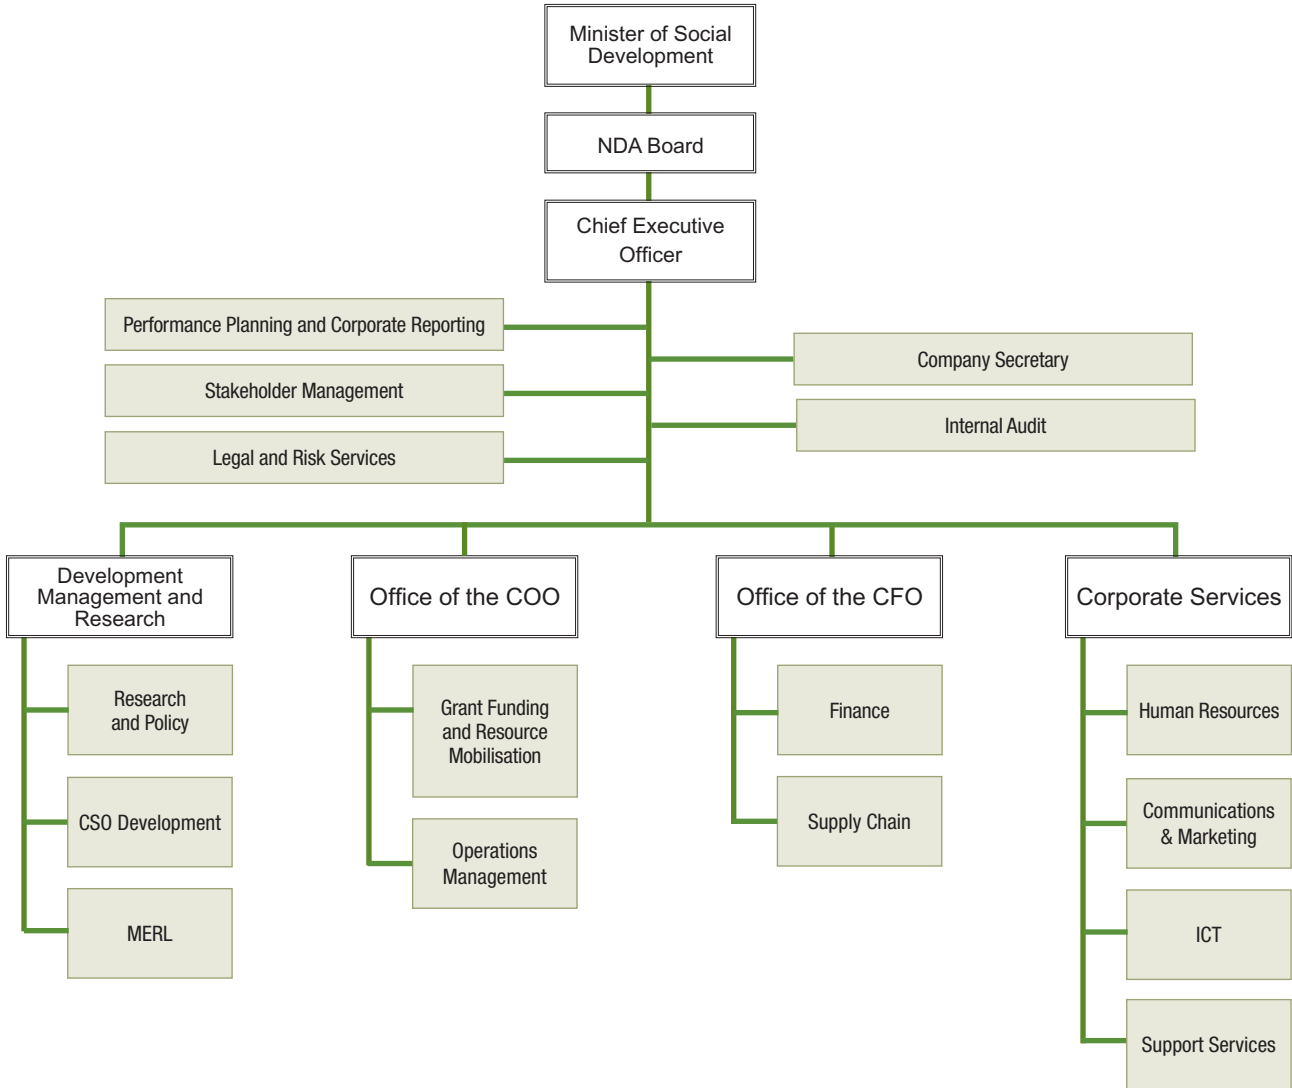 Minister of Social
Development
NDA Board
Chief Executive
Officer
Performance Planning and Corporate Reporting
Company Secretary
Stakeholder Management
Internal Audit
Legal and Risk Services
Development
Management and
Research
Office of the COO
Office of the CFO
Corporate Services
Research
and Policy
CSO Development
MERL
Grant Funding
and Resource
Mobilisation
Operations
Management
Finance
Supply Chain
Human Resources
Communications
& Marketing
ICT
Support Services